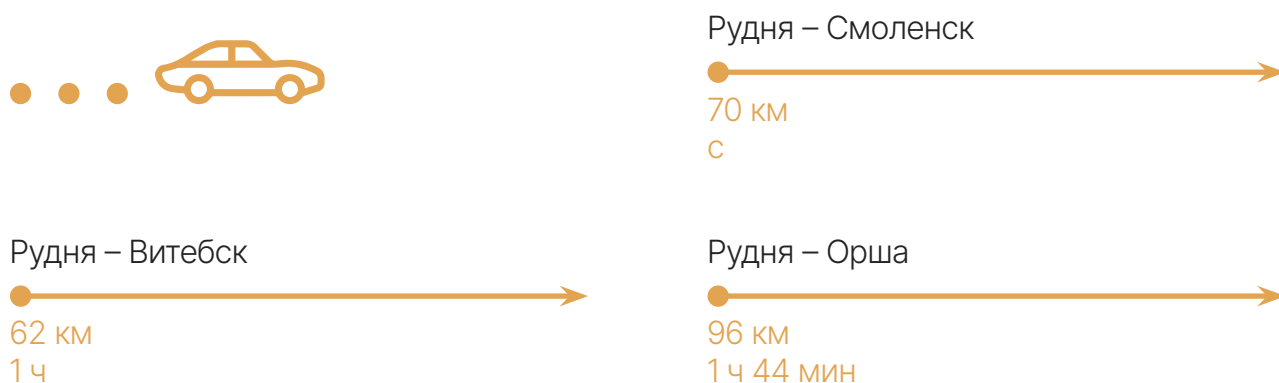 Рудня – Смоленск
70 км
с
Рудня – Витебск
62 км
1 ч
Рудня – Орша
96 км
1 ч 44 мин